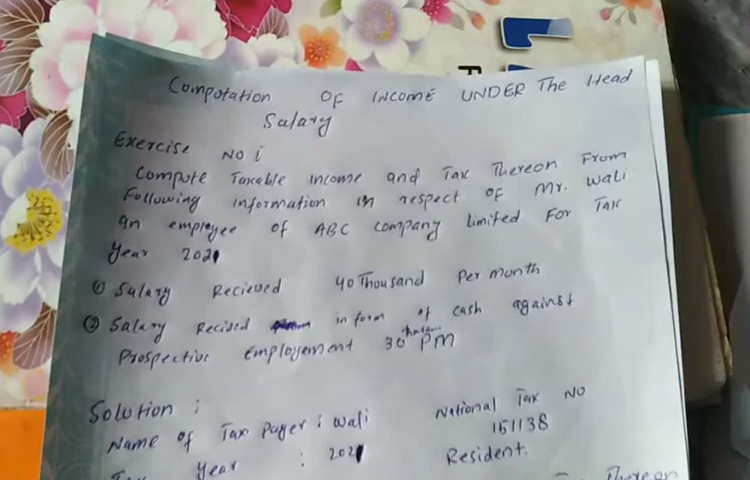 Computation OF INCOME UNDER The Head
Salary
Exercise No i
Compute Taxable income and Tax Thereon From
Following information in respect of Mr. Wali
an employee of ABC company limited For Tax
Year 2021
① Salary Recieved 40 Thousand Per month
② Salary Recived in form of cash against
Prospective Employement 30 PM
Solution :
Name of Tax Payer : Wali National Tax No
151138
Year : 2021 Resident.
Thereon